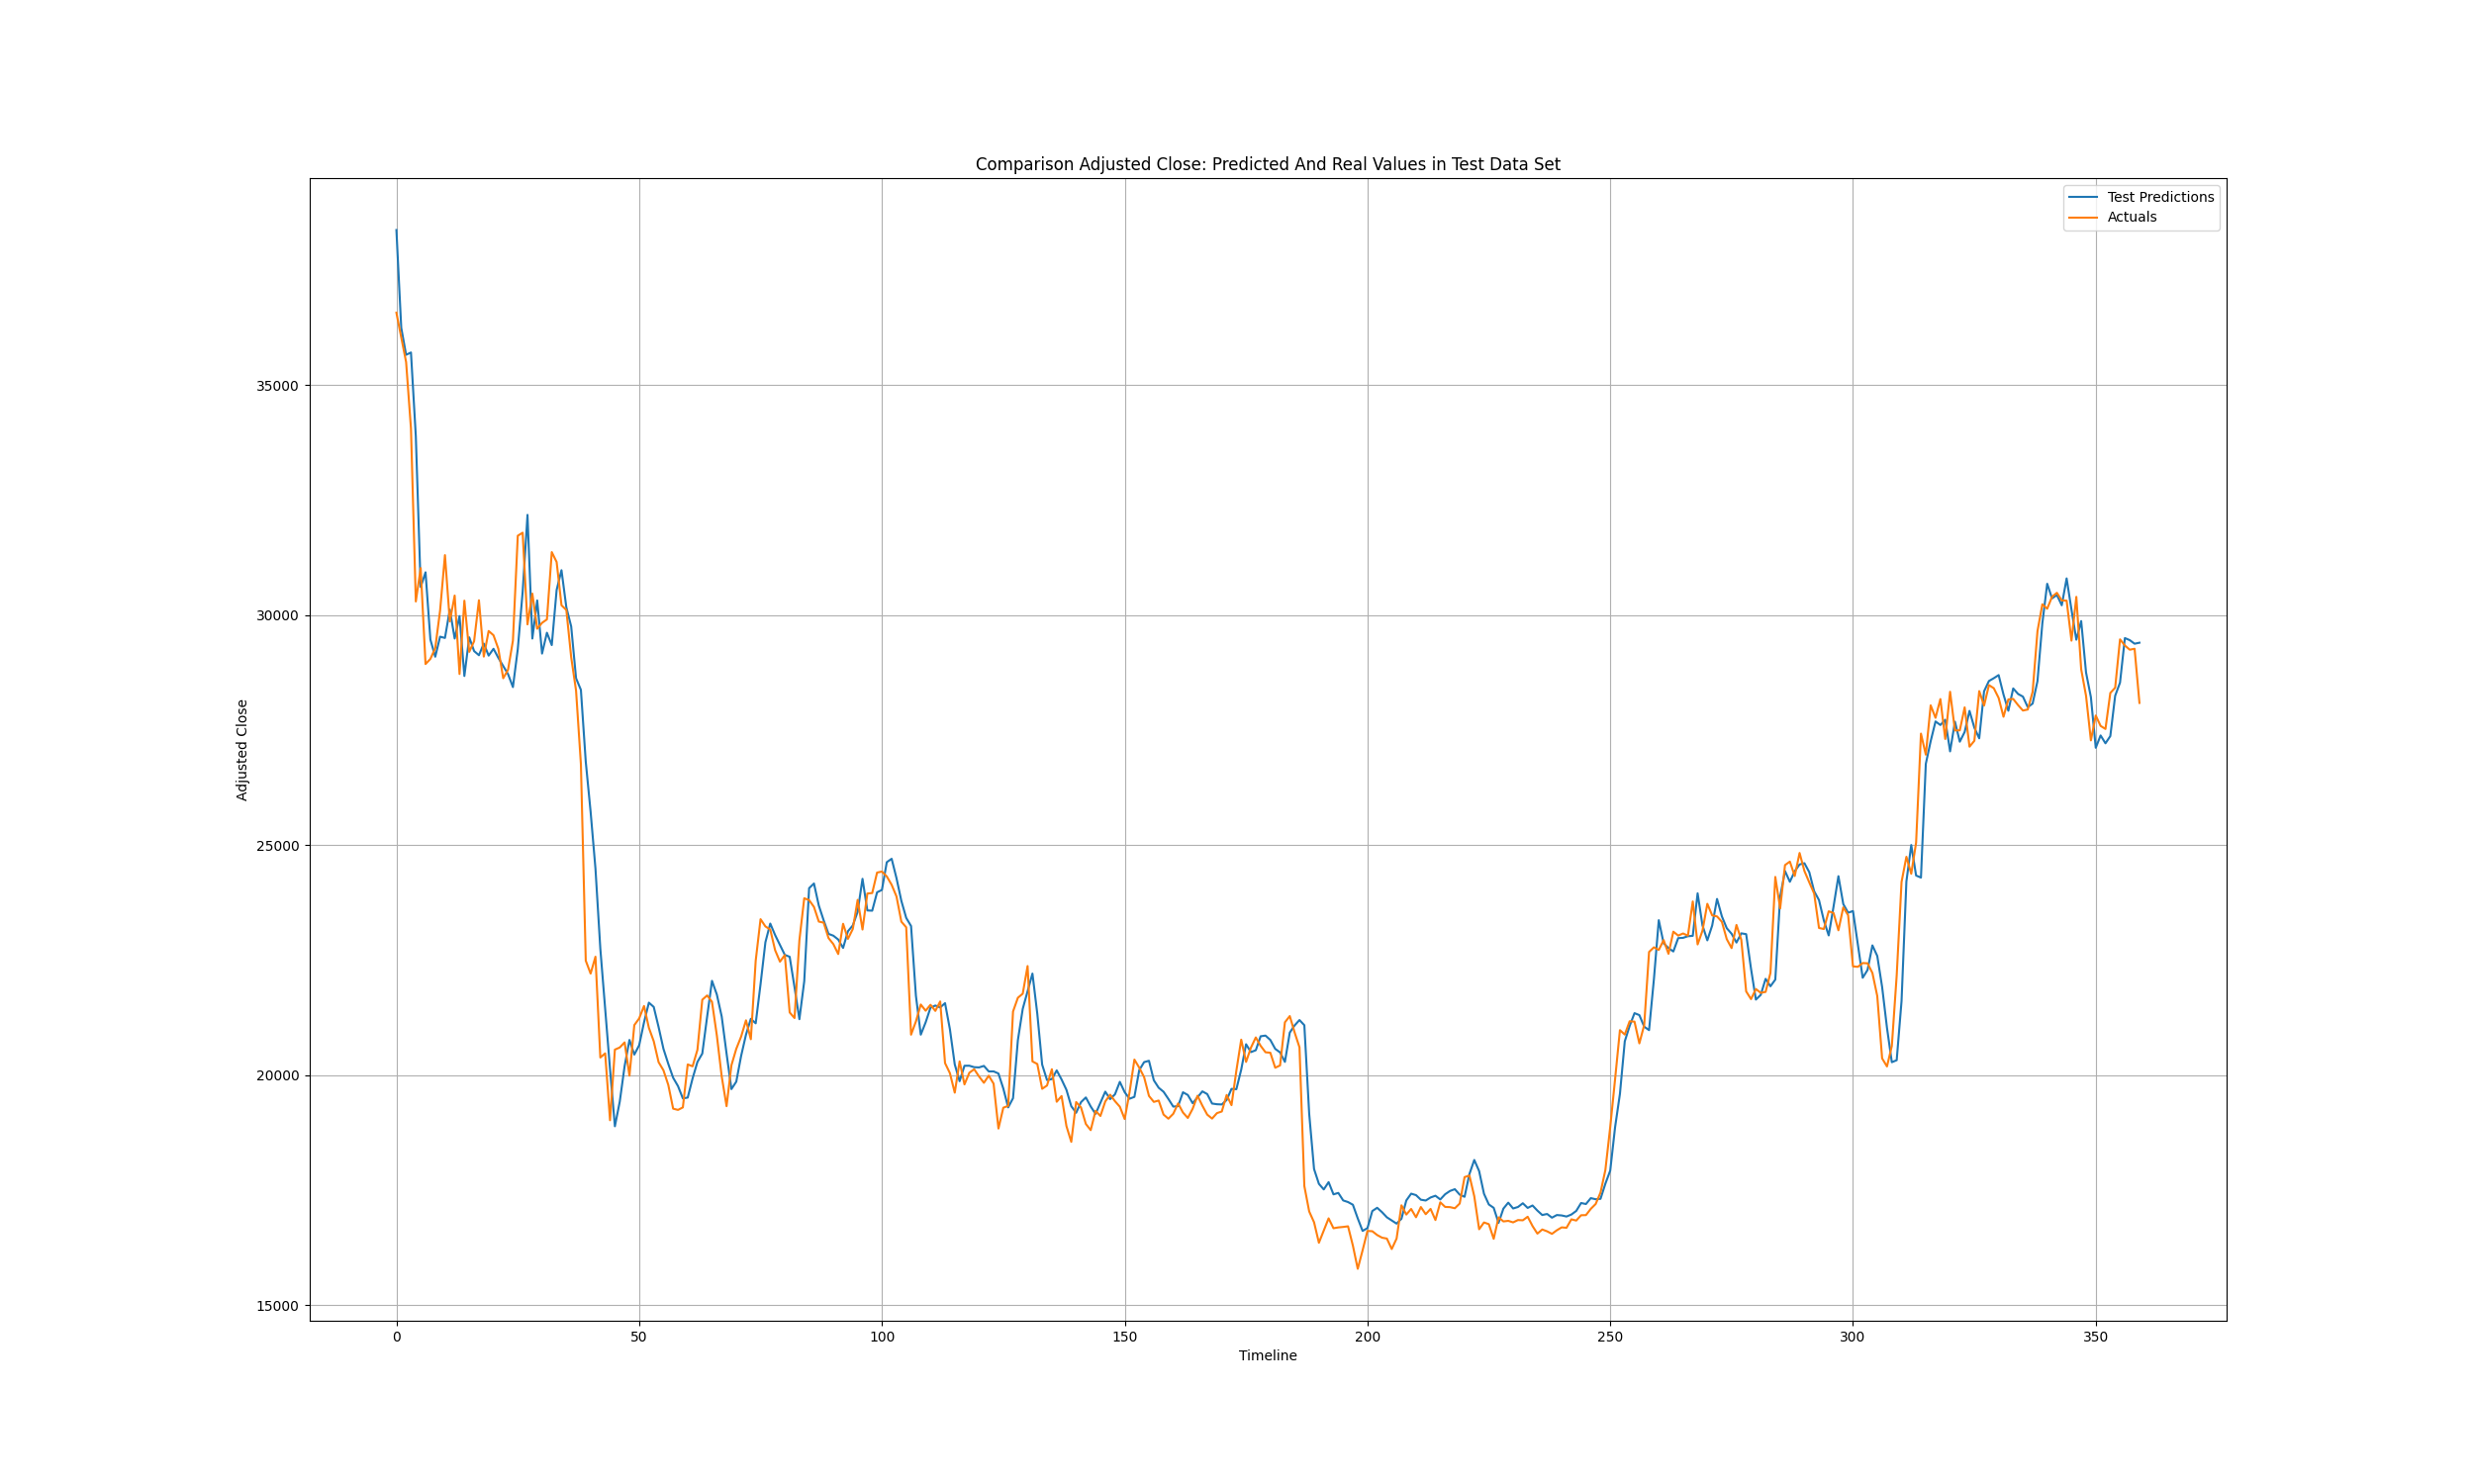 Comparison Adjusted Close: Predicted And Real Values in Test Data Set
Test Predictions
Actuals
Adjusted Close
35000
30000
25000
20000
15000
0
50
100
150
200
250
300
350
Timeline